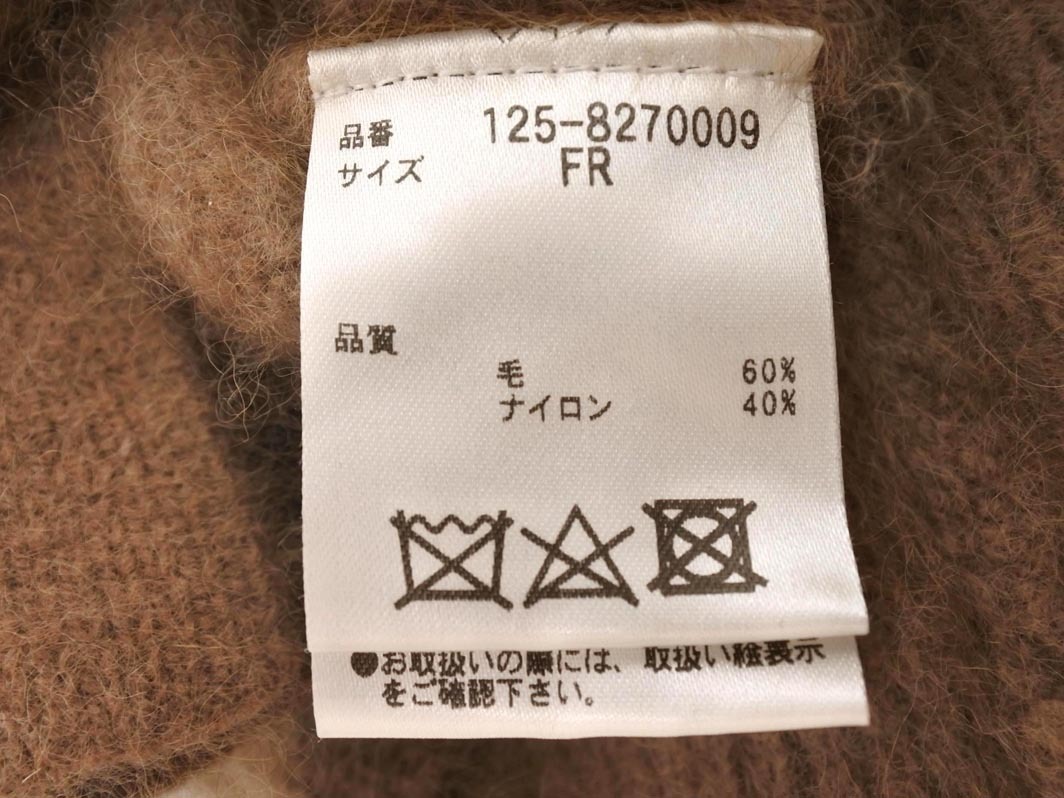 品番 125-8270009
サイズ FR
品質
毛 60%
ナイロン 40%
●お取扱いの際には、取扱い絵表示
をご確認下さい。